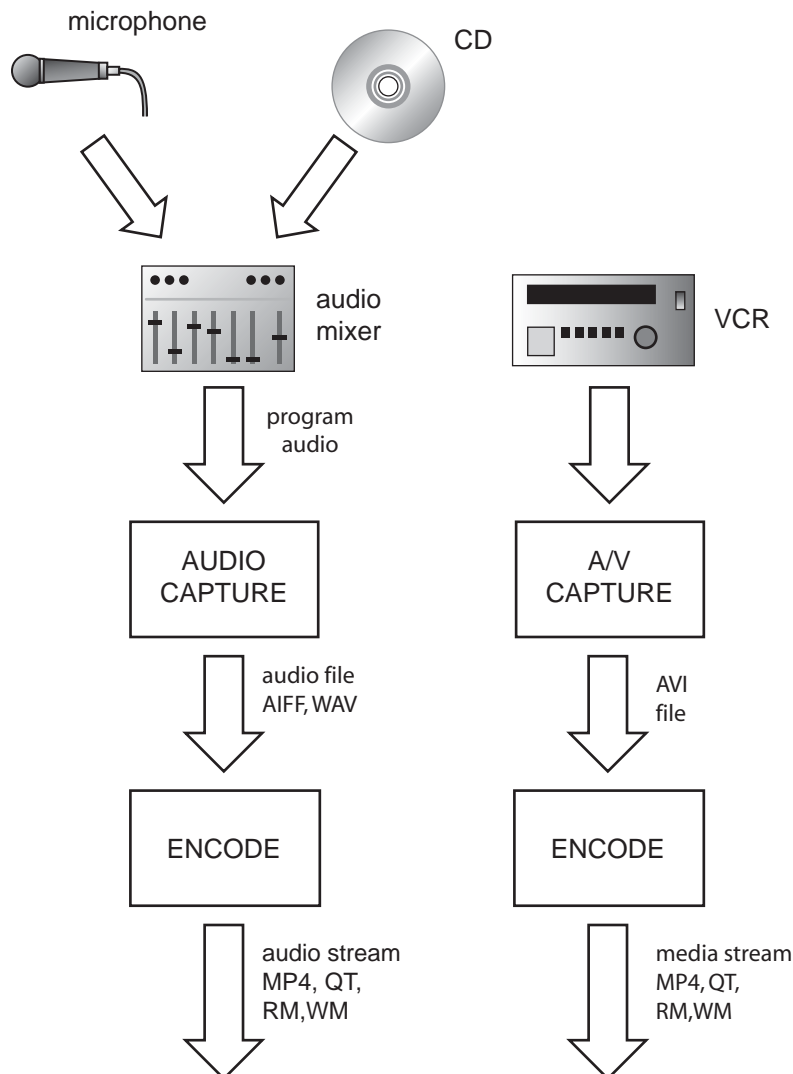 microphone
CD
audio
mixer
VCR
program
audio
AUDIO
CAPTURE
A/V
CAPTURE
audio file
AIFF, WAV
AVI
file
ENCODE
ENCODE
audio stream
MP4, QT,
RM,WM
media stream
MP4, QT,
RM,WM